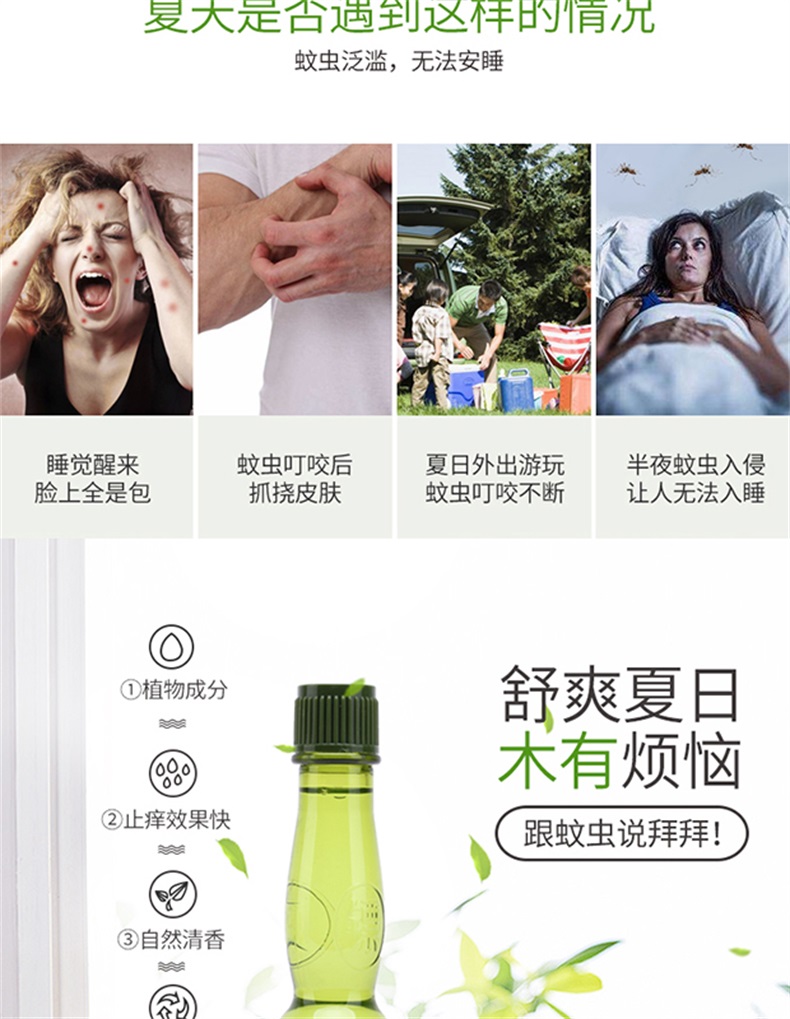 夏天是否遇到这样的情况
蚊虫泛滥，无法安睡
睡觉醒来
脸上全是包
蚊虫叮咬后
抓挠皮肤
夏日外出游玩
蚊虫叮咬不断
半夜蚊虫入侵
让人无法入睡
①植物成分
②止痒效果快
③自然清香
舒爽夏日
木有烦恼
跟蚊虫说拜拜!